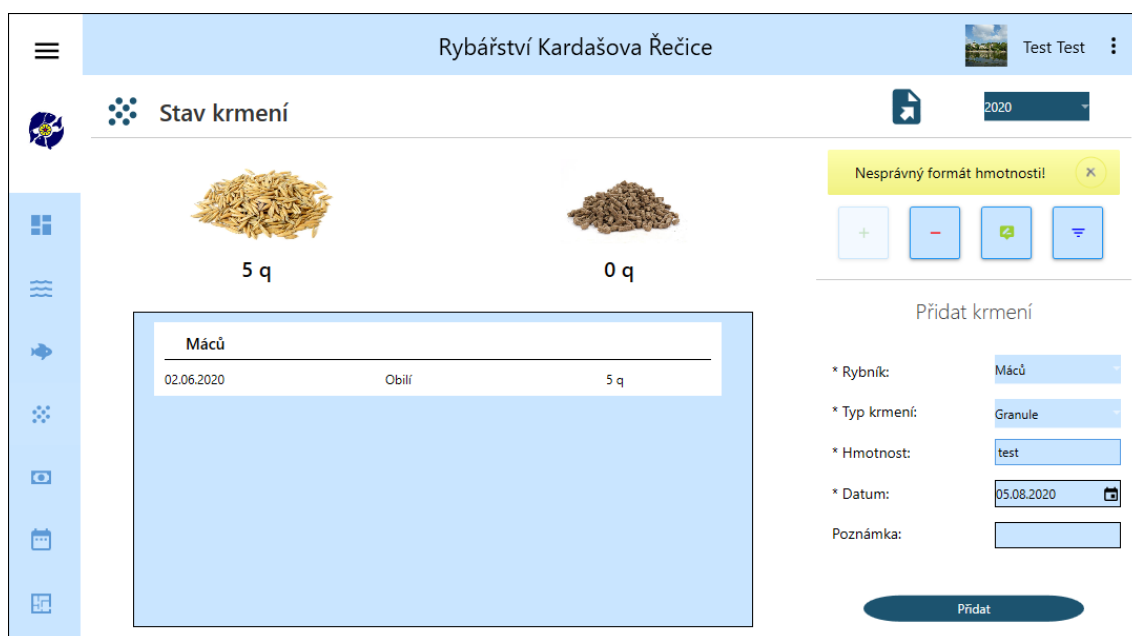 Rybářství Kardašova Řečice
Test Test
Stav krmení
2020
Nesprávný formát hmotnosti!
5 q
0 q
Přidat krmení
Máců
02.06.2020 Obilí 5 q
* Rybník: Máců
* Typ krmení: Granule
* Hmotnost: test
* Datum: 05.08.2020
Poznámka:
Přidat